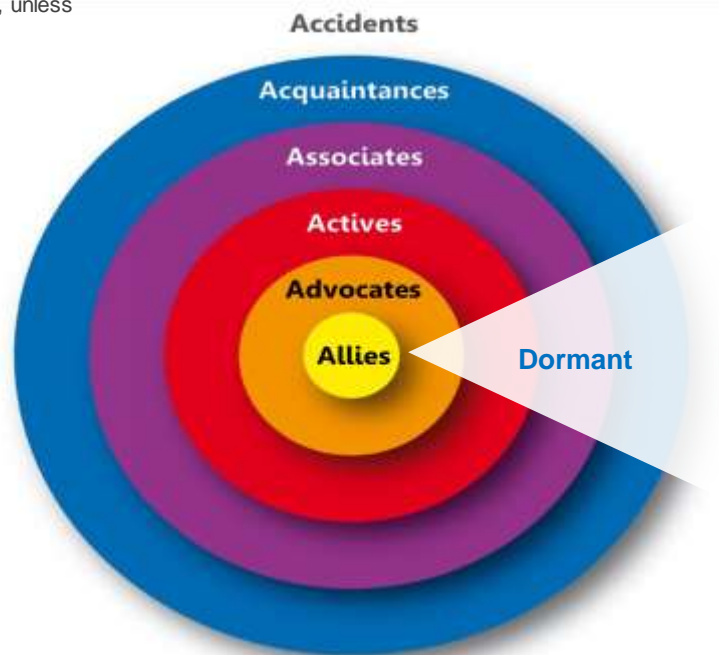 , unless
Accidents
Acquaintances
Associates
Actives
Advocates
Allies
Dormant